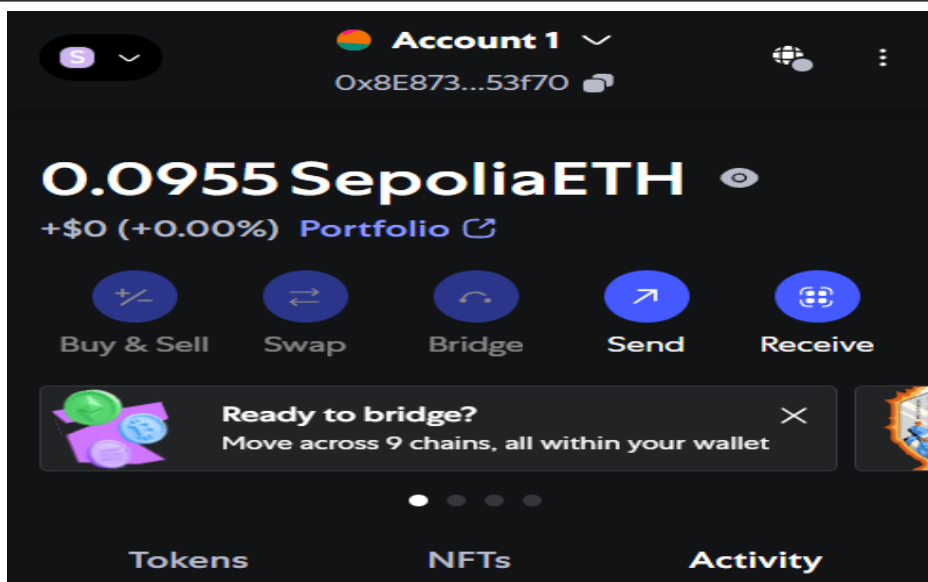 S
Account 1
0x8E873...53f70
0.0955 SepoliaETH
+$0 (+0.00%) Portfolio
Buy & Sell Swap Bridge Send Receive
Ready to bridge?
Move across 9 chains, all within your wallet
Tokens NFTs Activity